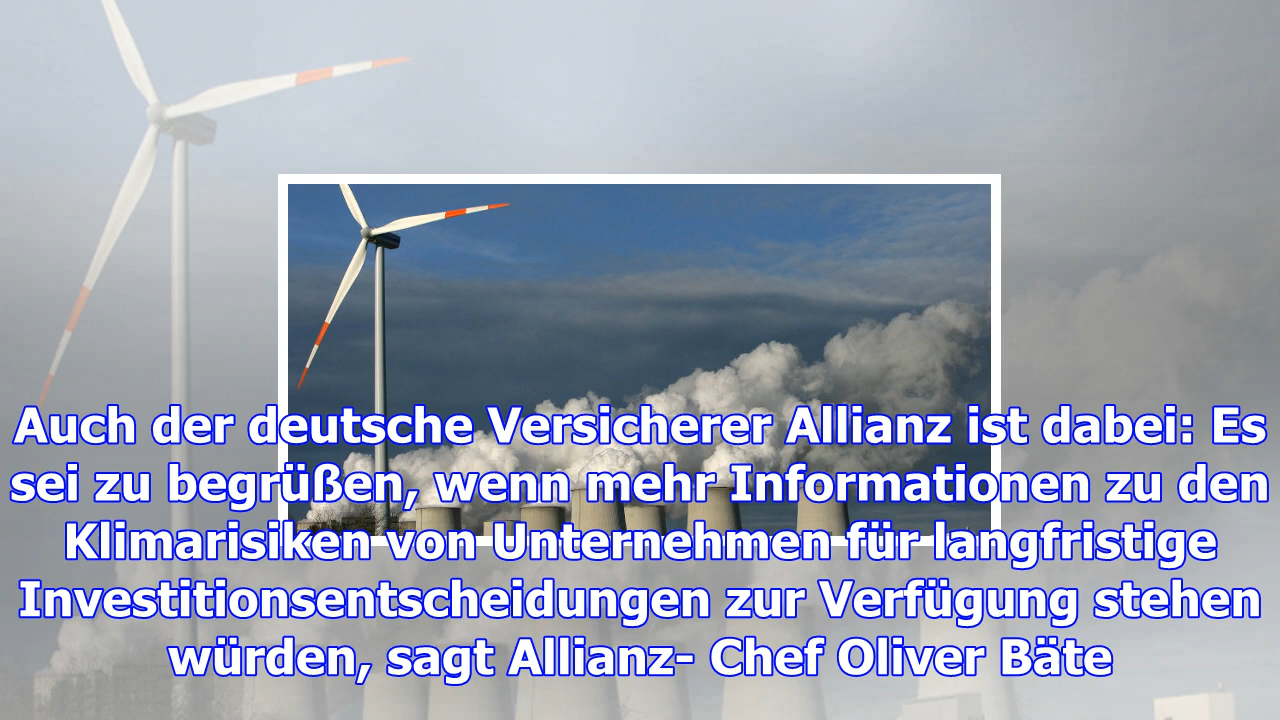 Auch der deutsche Versicherer Allianz ist dabei: Es
sei zu begrüßen, wenn mehr Informationen zu den
Klimarisiken von Unternehmen für langfristige
Investitionsentscheidungen zur Verfügung stehen
würden, sagt Allianz- Chef Oliver Bäte